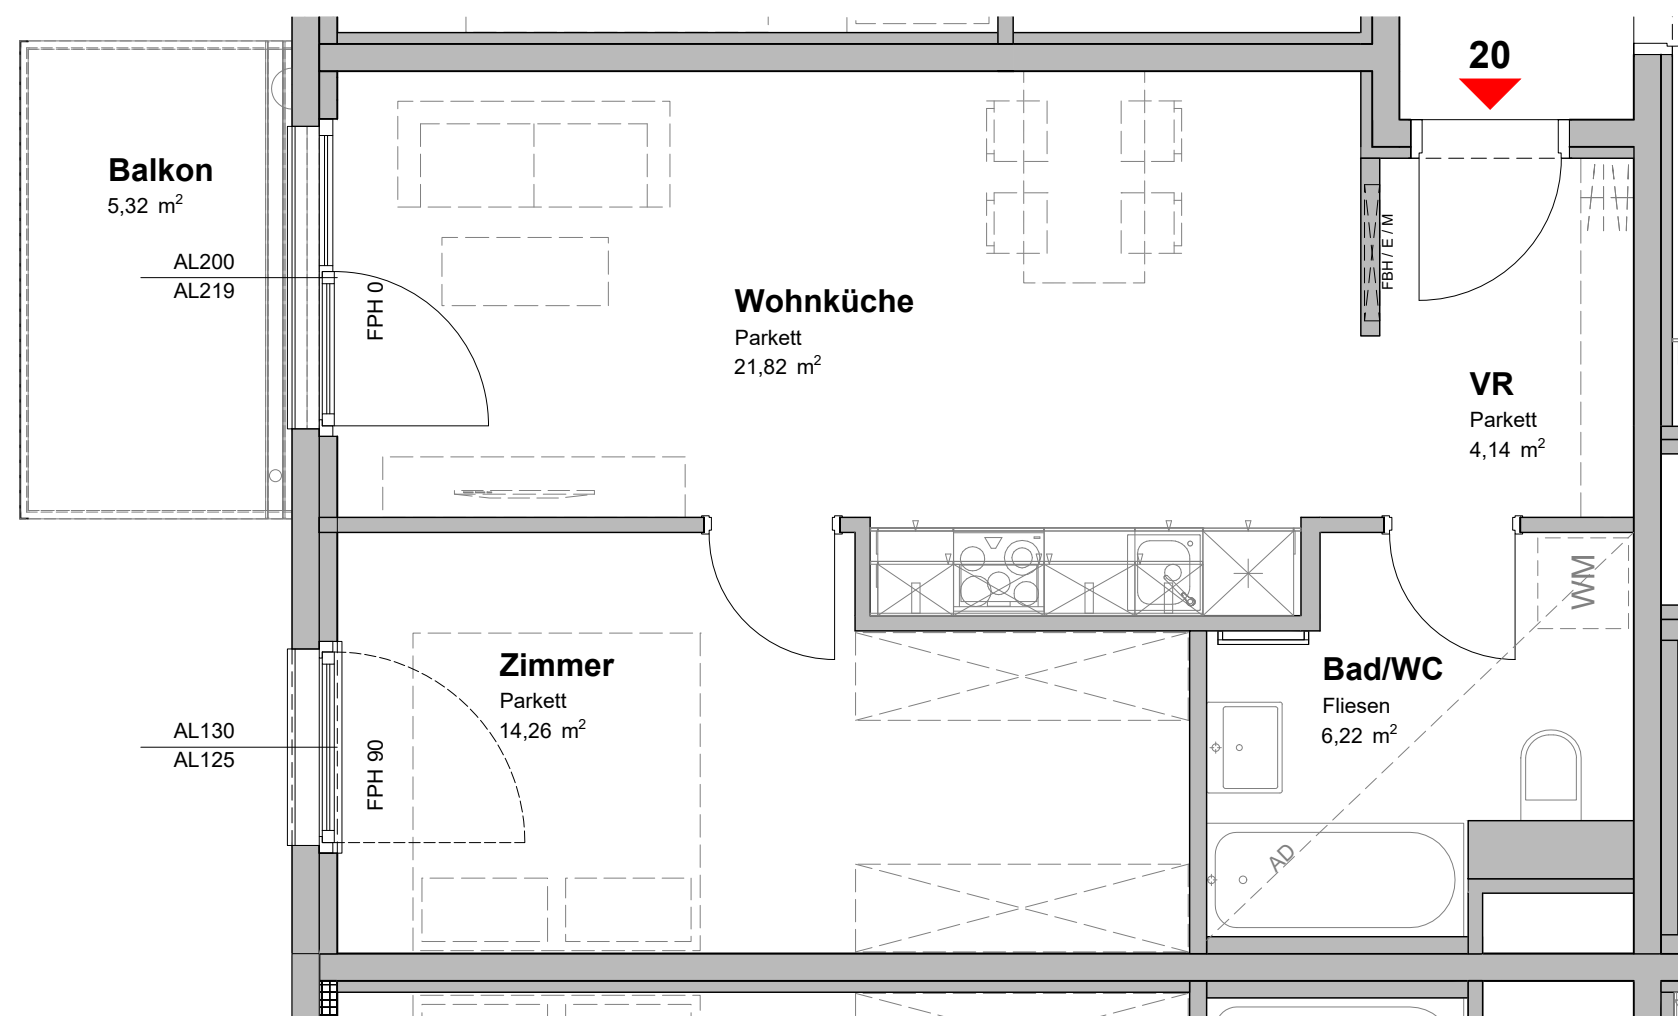 20
Balkon
5,32 m²
AL200
AL219
FPH 0
Wohnküche
Parkett
21,82 m²
FBH / E / M
VR
Parkett
4,14 m²
WM
Zimmer
Parkett
14,26 m²
AL130
AL125
FPH 90
Bad/WC
Fliesen
6,22 m²
AD